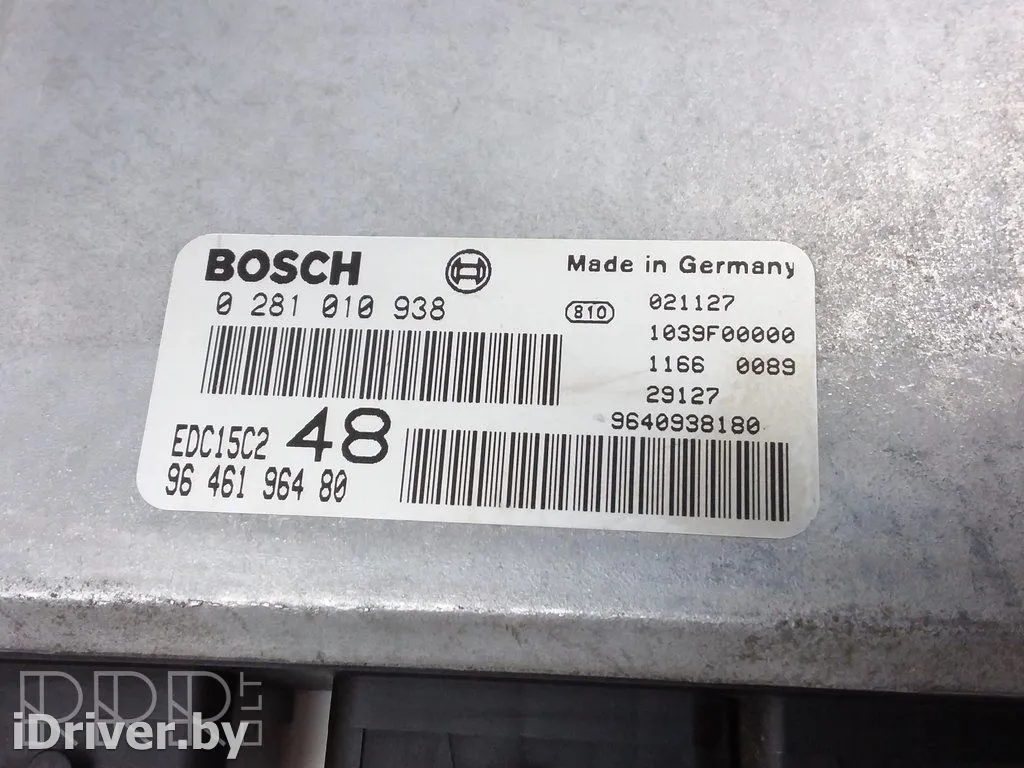 BOSCH
Made in Germany
0 281 010 938
810
021127
1039F00000
1166 0089
29127
9640938180
EDC15C2 48
96 461 964 80
iDriver.by